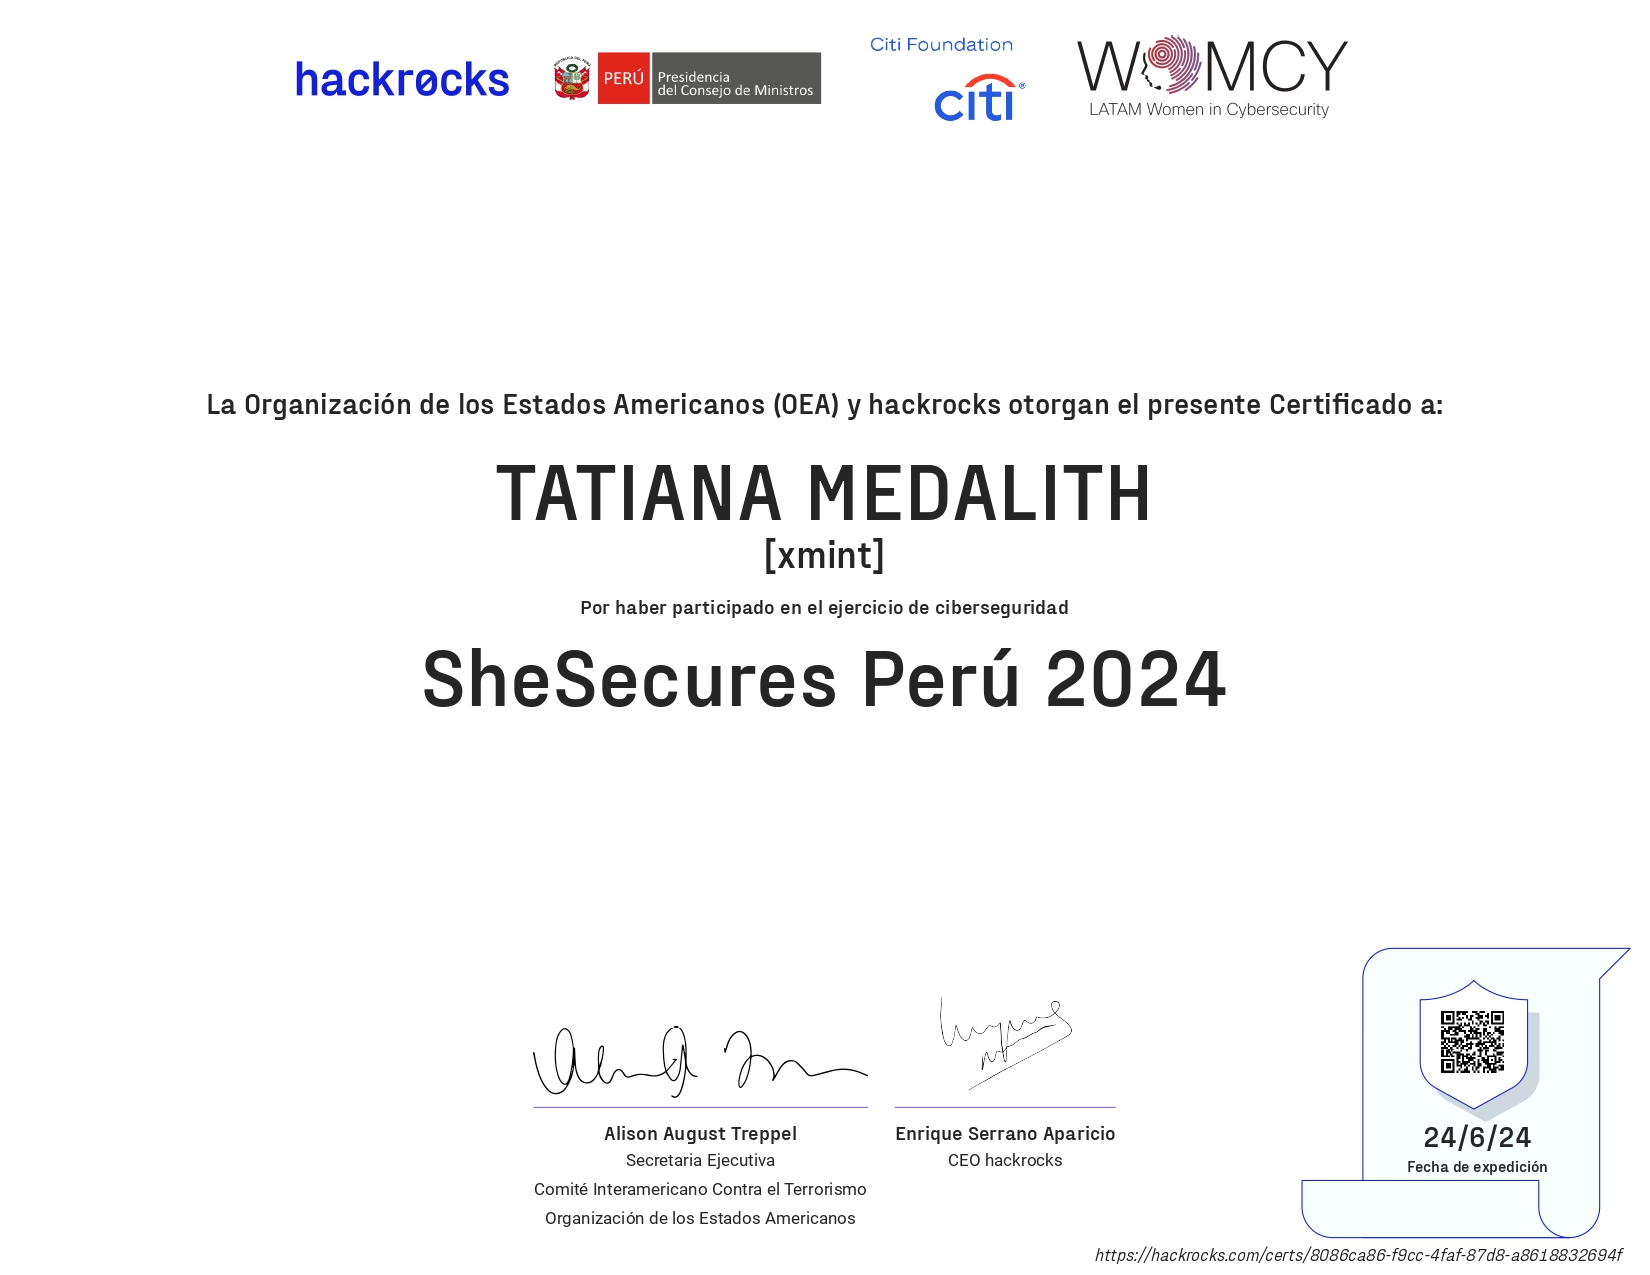 hackrøcks
REPÚBLICA DEL PERÚ
PERÚ
Presidencia
del Consejo de Ministros
Citi Foundation
citi®
WOMCY
LATAM Women in Cybersecurity
La Organización de los Estados Americanos (OEA) y hackrocks otorgan el presente Certificado a:
TATIANA MEDALITH
[xmint]
Por haber participado en el ejercicio de ciberseguridad
SheSecures Perú 2024
Alison August Treppel
Secretaria Ejecutiva
Comité Interamericano Contra el Terrorismo
Organización de los Estados Americanos
Enrique Serrano Aparicio
CEO hackrocks
24/6/24
Fecha de expedición
https://hackrocks.com/certs/8086ca86-f9cc-4faf-87d8-a8618832694f